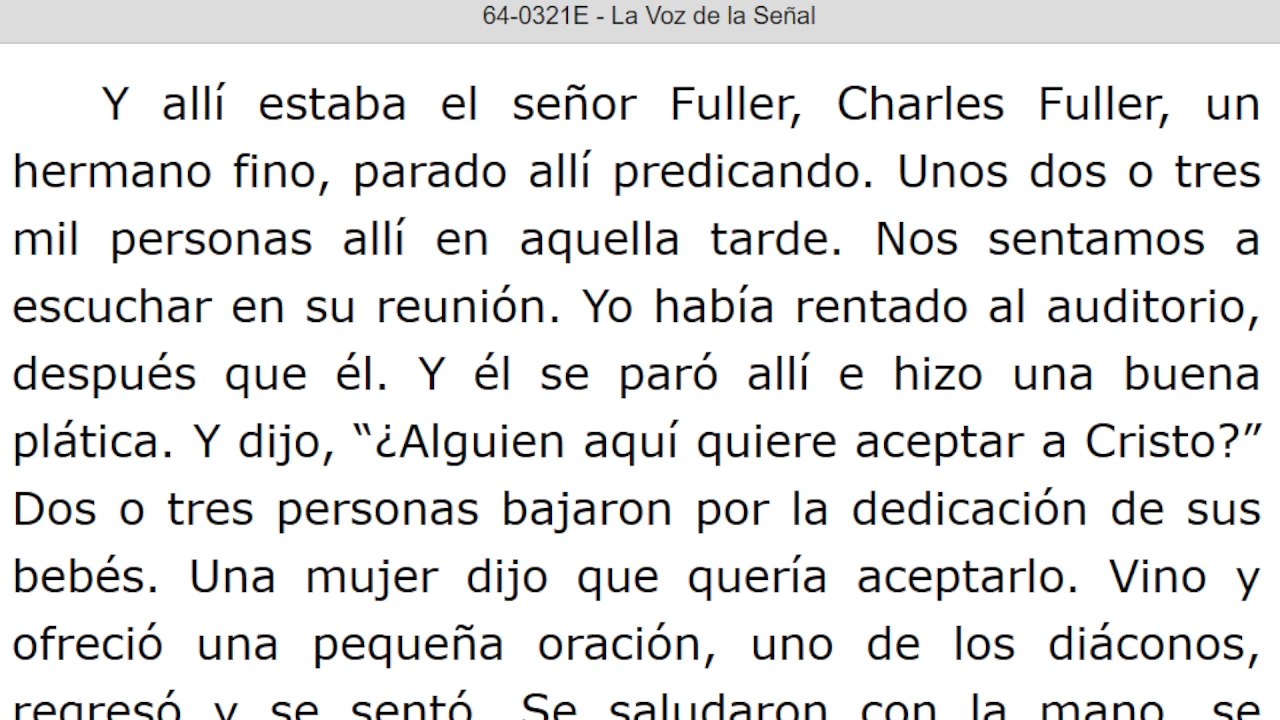 64-0321E - La Voz de la Señal
Y allí estaba el señor Fuller, Charles Fuller, un
hermano fino, parado allí predicando. Unos dos o tres
mil personas allí en aquella tarde. Nos sentamos a
escuchar en su reunión. Yo había rentado al auditorio,
después que él. Y él se paró allí e hizo una buena
plática. Y dijo, “¿Alguien aquí quiere aceptar a Cristo?”
Dos o tres personas bajaron por la dedicación de sus
bebés. Una mujer dijo que quería aceptarlo. Vino y
ofreció una pequeña oración, uno de los diáconos,
regresó y se sentó. Se saludaron con la mano, se